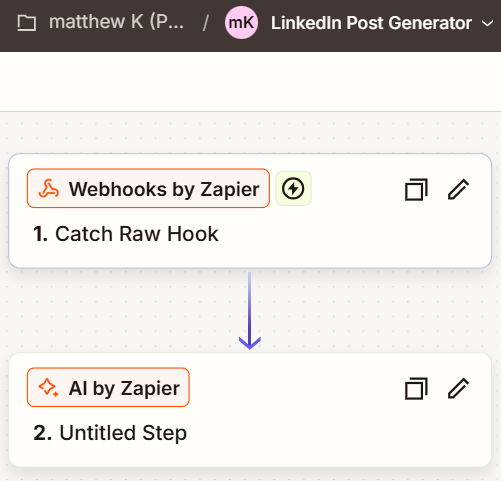 matthew K (P... / mK LinkedIn Post Generator
Webhooks by Zapier
1. Catch Raw Hook
AI by Zapier
2. Untitled Step